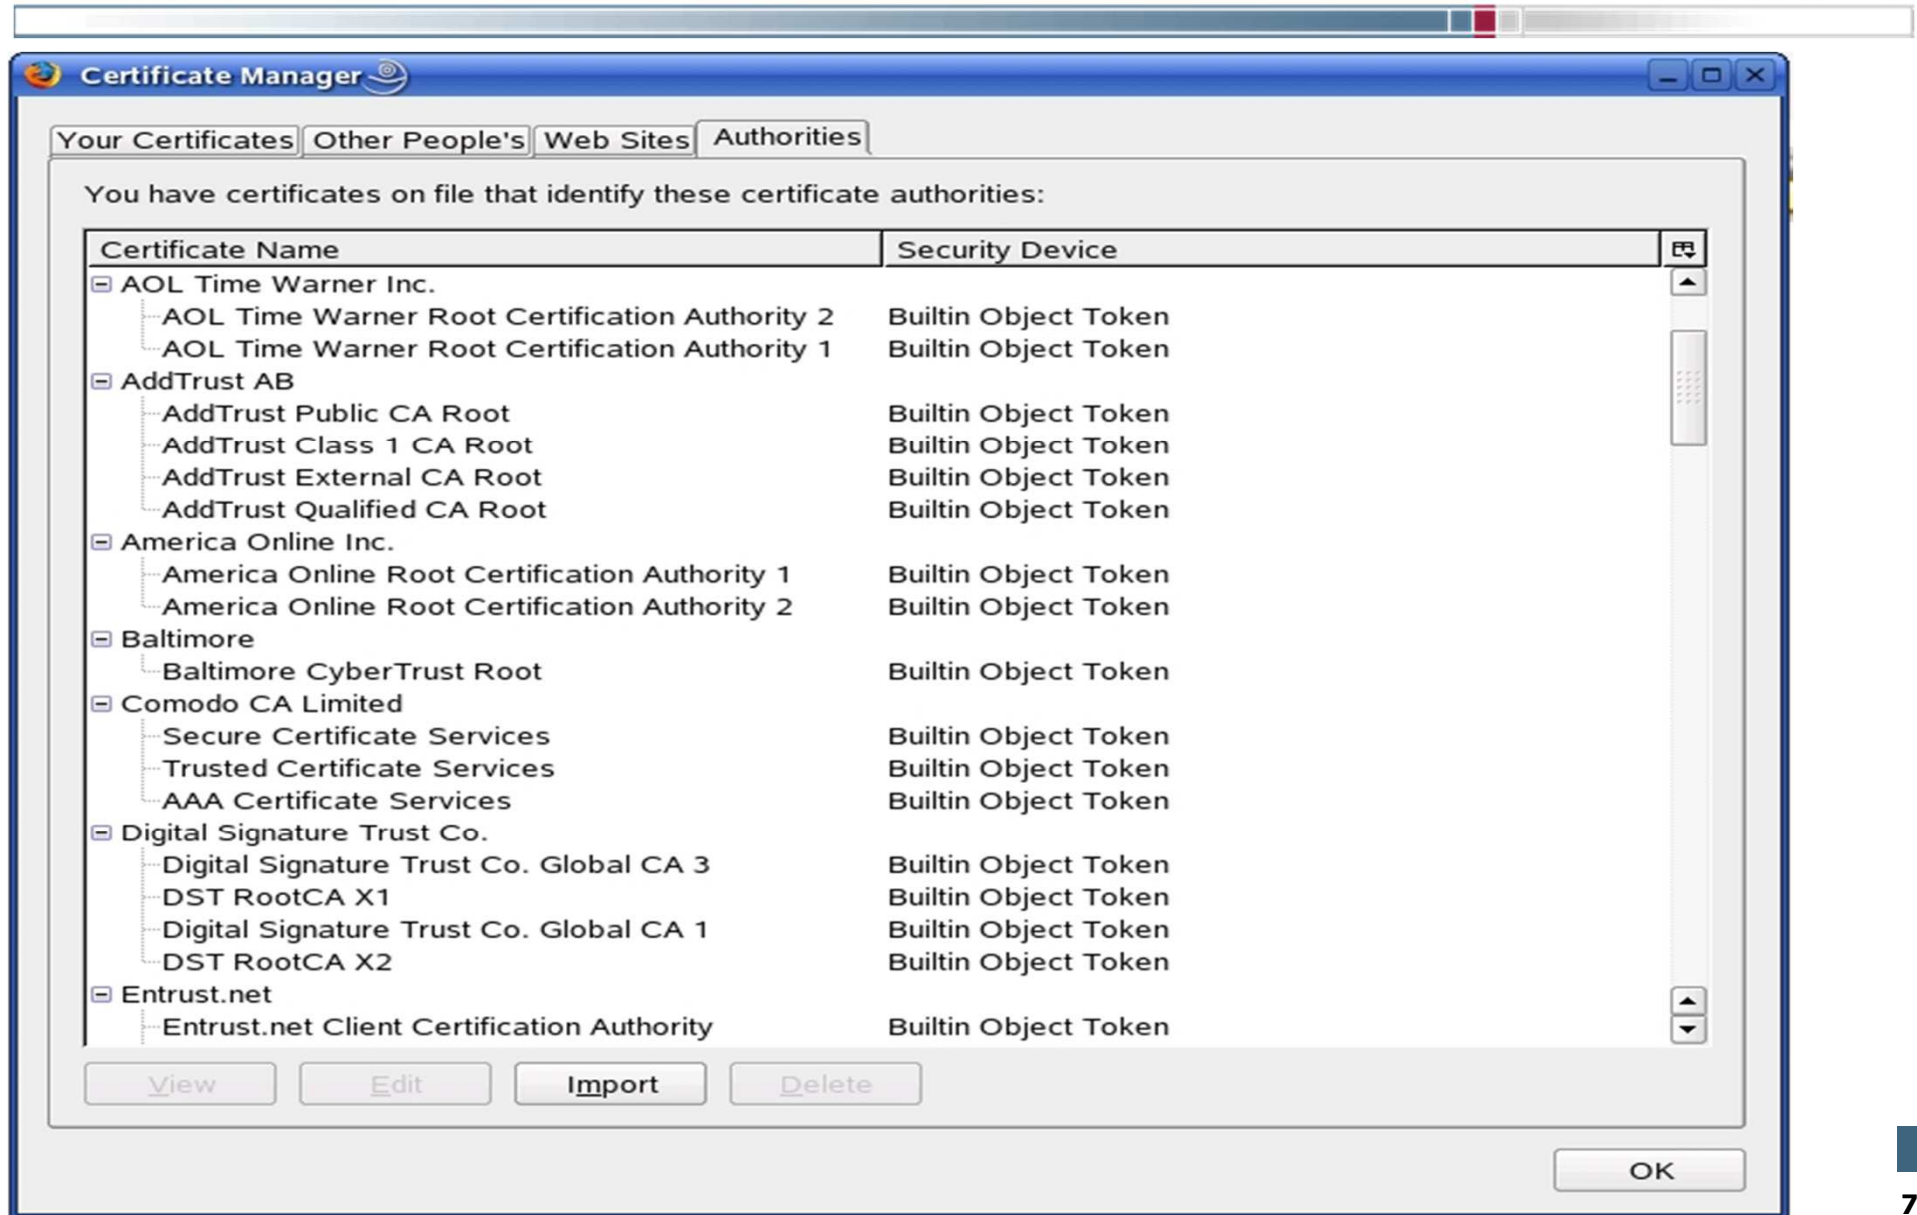 Certificate Manager
Your Certificates Other People's Web Sites Authorities
You have certificates on file that identify these certificate authorities:
Certificate Name Security Device
AOL Time Warner Inc.
AOL Time Warner Root Certification Authority 2 Builtin Object Token
AOL Time Warner Root Certification Authority 1 Builtin Object Token
AddTrust AB
AddTrust Public CA Root Builtin Object Token
AddTrust Class 1 CA Root Builtin Object Token
AddTrust External CA Root Builtin Object Token
AddTrust Qualified CA Root Builtin Object Token
America Online Inc.
America Online Root Certification Authority 1 Builtin Object Token
America Online Root Certification Authority 2 Builtin Object Token
Baltimore
Baltimore CyberTrust Root Builtin Object Token
Comodo CA Limited
Secure Certificate Services Builtin Object Token
Trusted Certificate Services Builtin Object Token
AAA Certificate Services Builtin Object Token
Digital Signature Trust Co.
Digital Signature Trust Co. Global CA 3 Builtin Object Token
DST RootCA X1 Builtin Object Token
Digital Signature Trust Co. Global CA 1 Builtin Object Token
DST RootCA X2 Builtin Object Token
Entrust.net
Entrust.net Client Certification Authority Builtin Object Token
View Edit Import Delete
OK
7